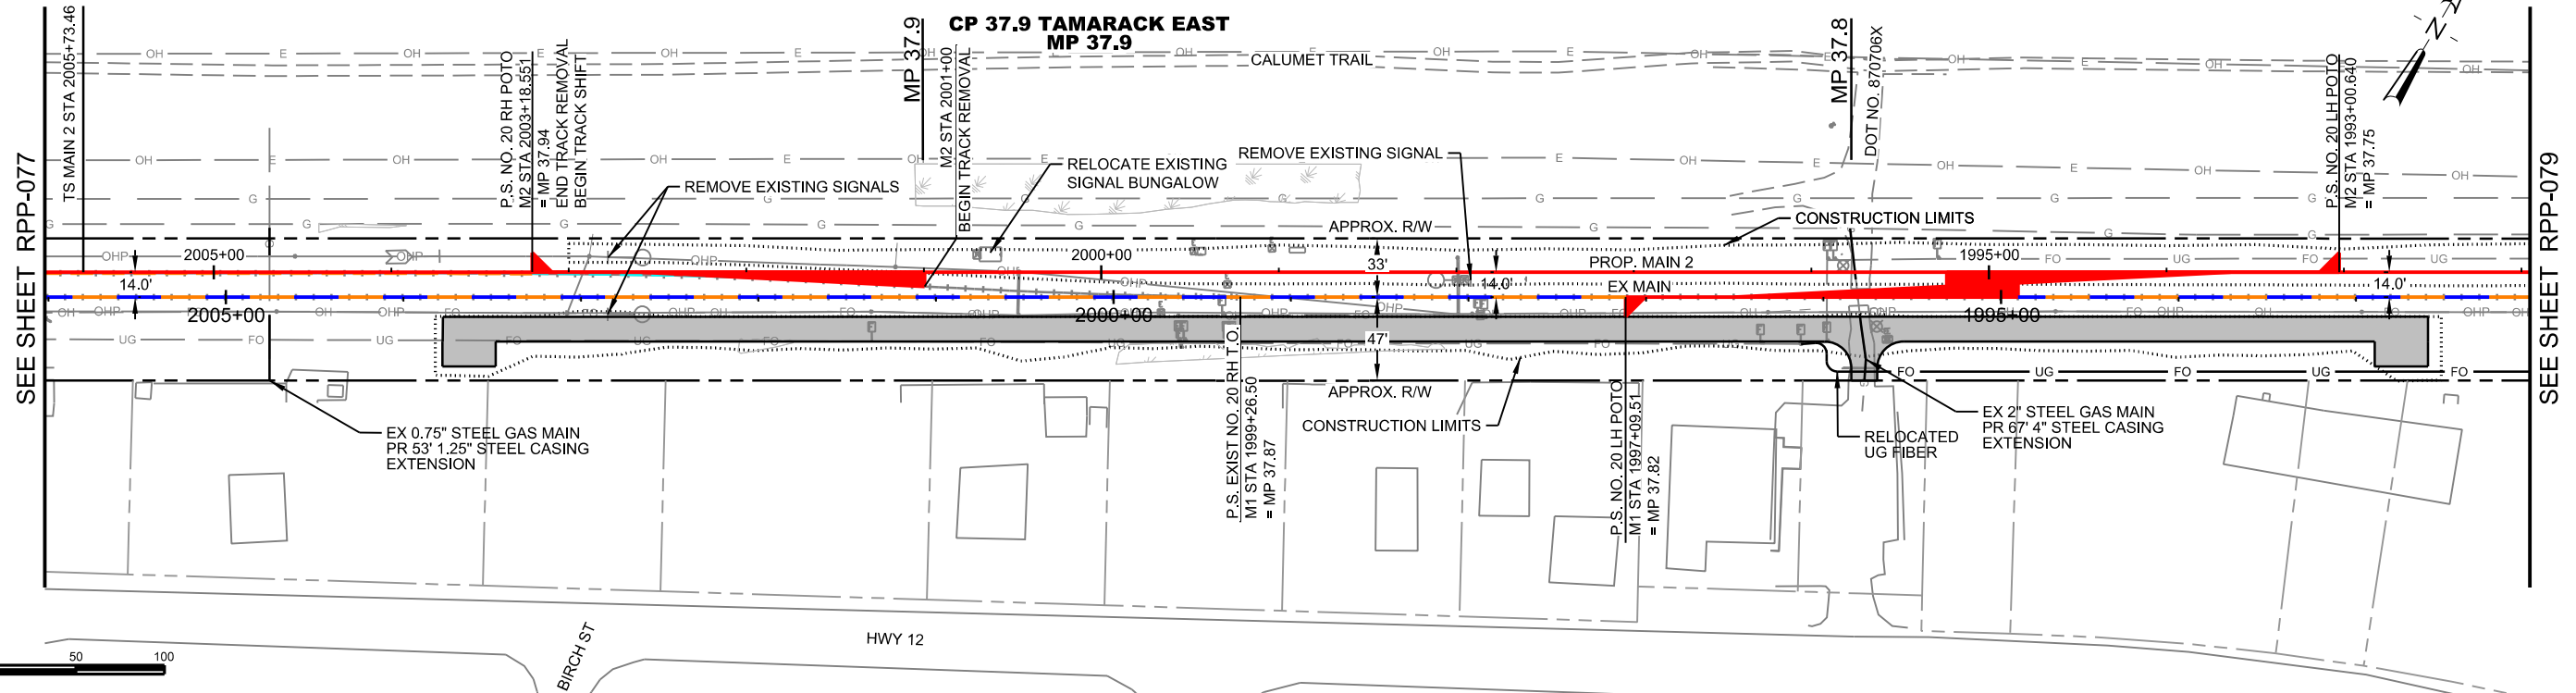 CP 37.9 TAMARACK EAST
MP 37.9
TS MAIN 2 STA 2005+73.46
P.S. NO. 20 RH POTO
M2 STA 2003+18.551
= MP 37.94
END TRACK REMOVAL
BEGIN TRACK SHIFT
MP 37.9
M2 STA 2001+00
BEGIN TRACK REMOVAL
CALUMET TRAIL
MP 37.8
DOT NO. 870706X
P.S. NO. 20 LH POTO
M2 STA 1993+00.640
= MP 37.75
SEE SHEET RPP-077
SEE SHEET RPP-079
REMOVE EXISTING SIGNALS
RELOCATE EXISTING
SIGNAL BUNGALOW
REMOVE EXISTING SIGNAL
CONSTRUCTION LIMITS
APPROX. R/W
2005+00
2000+00
1995+00
33'
PROP. MAIN 2
EX MAIN
14.0'
14.0'
14.0'
2005+00
2000+00
1995+00
47'
APPROX. R/W
CONSTRUCTION LIMITS
P.S. EXIST NO. 20 RH T.O.
M1 STA 1999+26.50
= MP 37.87
P.S. NO. 20 LH POTO
M1 STA 1997+09.51
= MP 37.82
EX 0.75" STEEL GAS MAIN
PR 53' 1.25" STEEL CASING
EXTENSION
RELOCATED
UG FIBER
EX 2" STEEL GAS MAIN
PR 67' 4" STEEL CASING
EXTENSION
FO UG FO UG FO
HWY 12
BIRCH ST
50 100